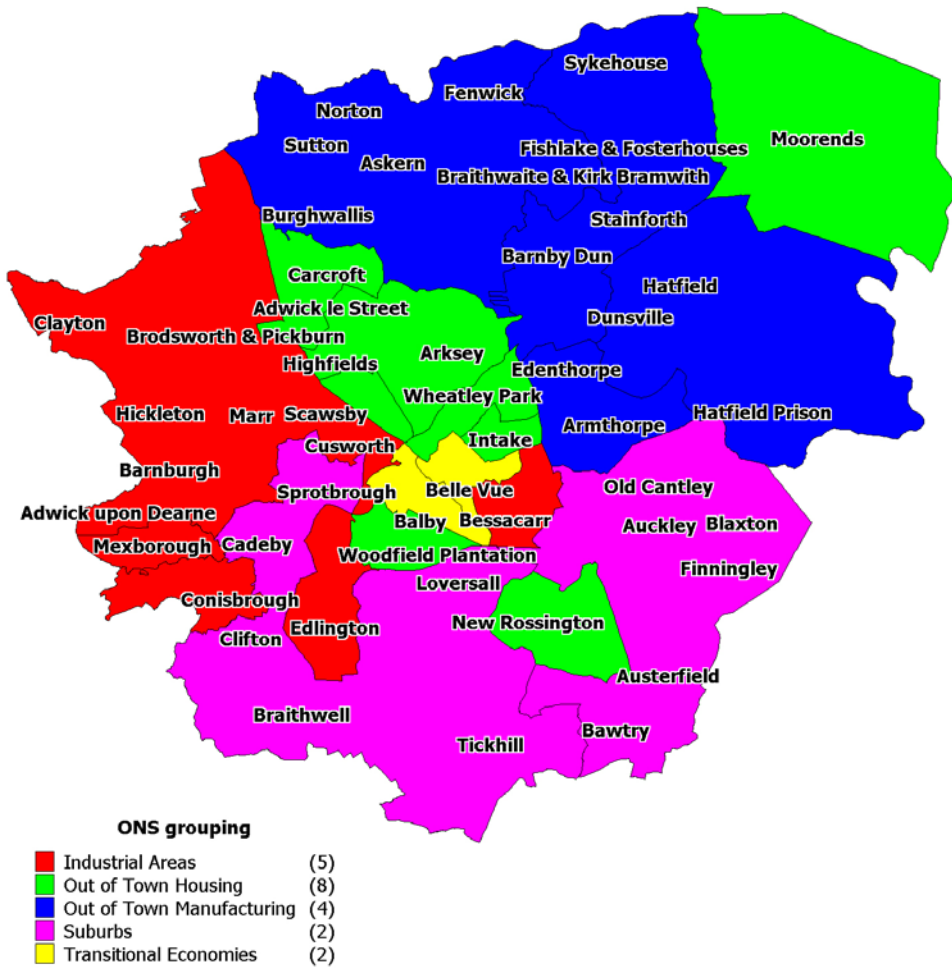 Sykehouse
Fenwick
Norton
Moorends
Sutton
Fishlake & Fosterhouses
Askern
Braithwaite & Kirk Bramwith
Burghwallis
Stainforth
Barnby Dun
Carcroft
Hatfield
Adwick le Street
Clayton
Dunsville
Brodsworth & Pickburn
Arksey
Highfields
Edenthorpe
Wheatley Park
Hickleton
Marr
Scawsby
Hatfield Prison
Armthorpe
Intake
Cusworth
Barnburgh
Old Cantley
Sprotbrough
Belle Vue
Adwick upon Dearne
Bessacarr
Balby
Auckley
Blaxton
Mexborough
Cadeby
Woodfield Plantation
Finningley
Loversall
Conisbrough
New Rossington
Edlington
Clifton
Austerfield
Braithwell
Bawtry
Tickhill
ONS grouping
Industrial Areas (5)
Out of Town Housing (8)
Out of Town Manufacturing (4)
Suburbs (2)
Transitional Economies (2)